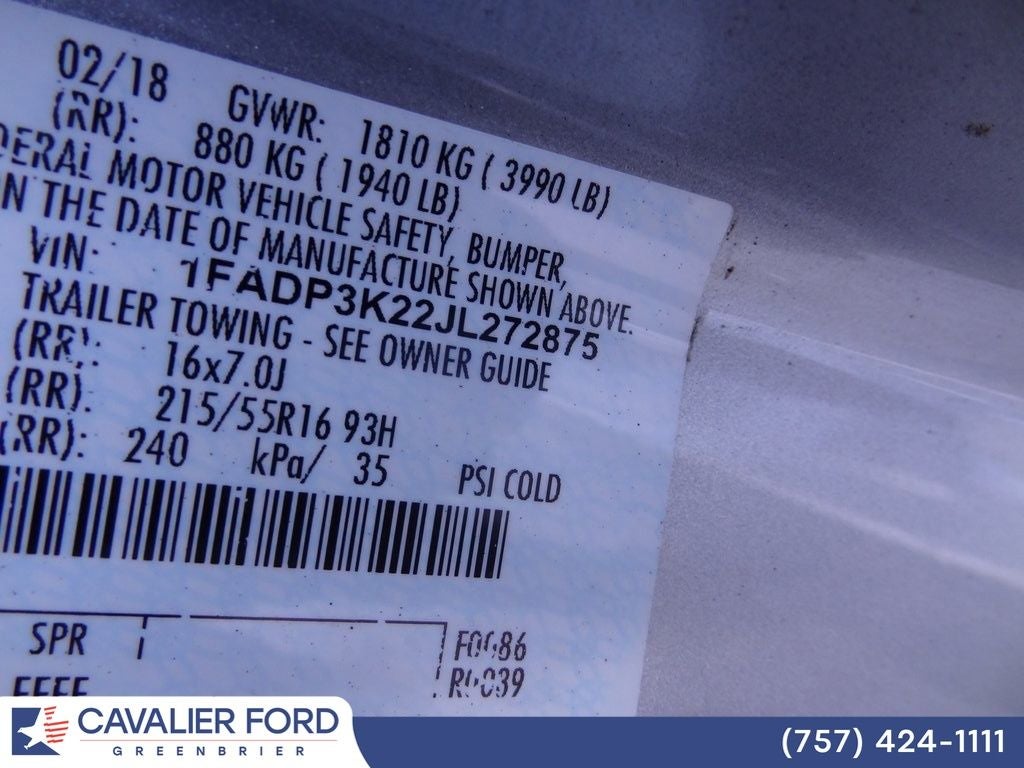 02/18 GVWR: 1810 KG ( 3990 LB)
(RR): 880 KG ( 1940 LB)
DERAL MOTOR VEHICLE SAFETY, BUMPER,
N THE DATE OF MANUFACTURE SHOWN ABOVE.
VIN: 1FADP3K22JL272875
TRAILER TOWING - SEE OWNER GUIDE
(RR): 16x7.0J
(RR): 215/55R16 93H
(RR): 240 kPa/ 35 PSI COLD
SPR
F0086
R0039
CAVALIER FORD
GREENBRIER
(757) 424-1111